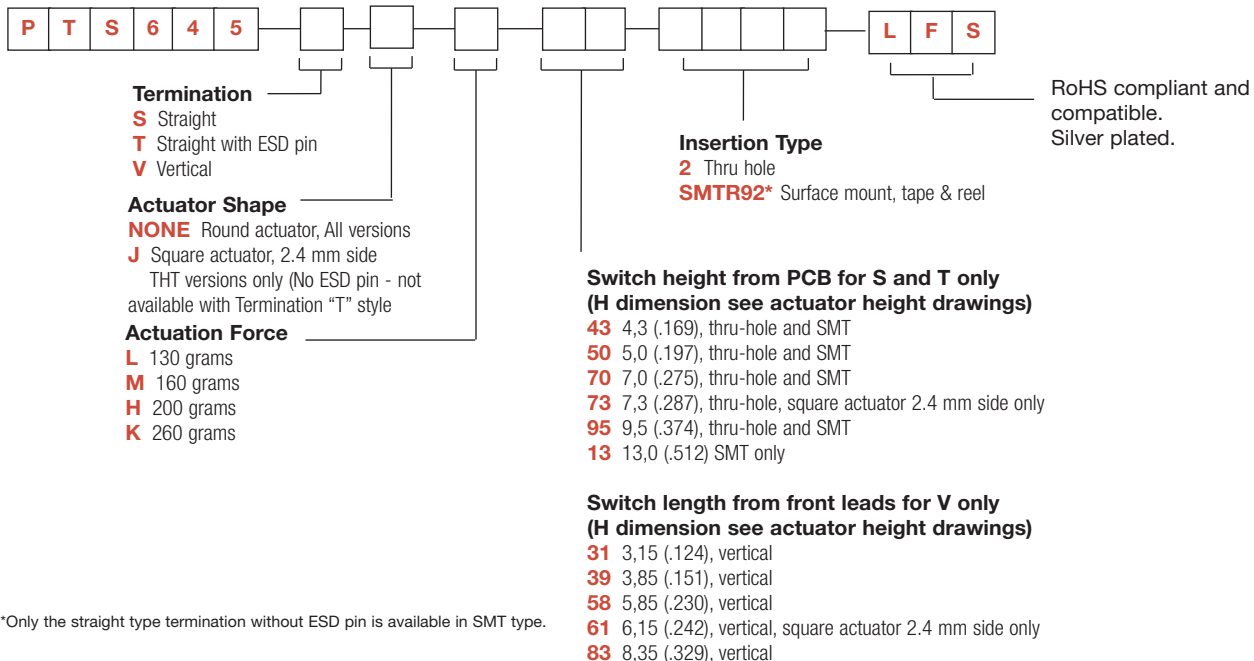 P T S 6 4 5 L F S
Termination
S Straight
T Straight with ESD pin
V Vertical
Actuator Shape
NONE Round actuator, All versions
J Square actuator, 2.4 mm side
THT versions only (No ESD pin - not
available with Termination “T” style
Actuation Force
L 130 grams
M 160 grams
H 200 grams
K 260 grams
Insertion Type
2 Thru hole
SMTR92* Surface mount, tape & reel
RoHS compliant and
compatible.
Silver plated.
Switch height from PCB for S and T only
(H dimension see actuator height drawings)
43 4,3 (.169), thru-hole and SMT
50 5,0 (.197), thru-hole and SMT
70 7,0 (.275), thru-hole and SMT
73 7,3 (.287), thru-hole, square actuator 2.4 mm side only
95 9,5 (.374), thru-hole and SMT
13 13,0 (.512) SMT only
Switch length from front leads for V only
(H dimension see actuator height drawings)
31 3,15 (.124), vertical
39 3,85 (.151), vertical
58 5,85 (.230), vertical
61 6,15 (.242), vertical, square actuator 2.4 mm side only
83 8,35 (.329), vertical
*Only the straight type termination without ESD pin is available in SMT type.